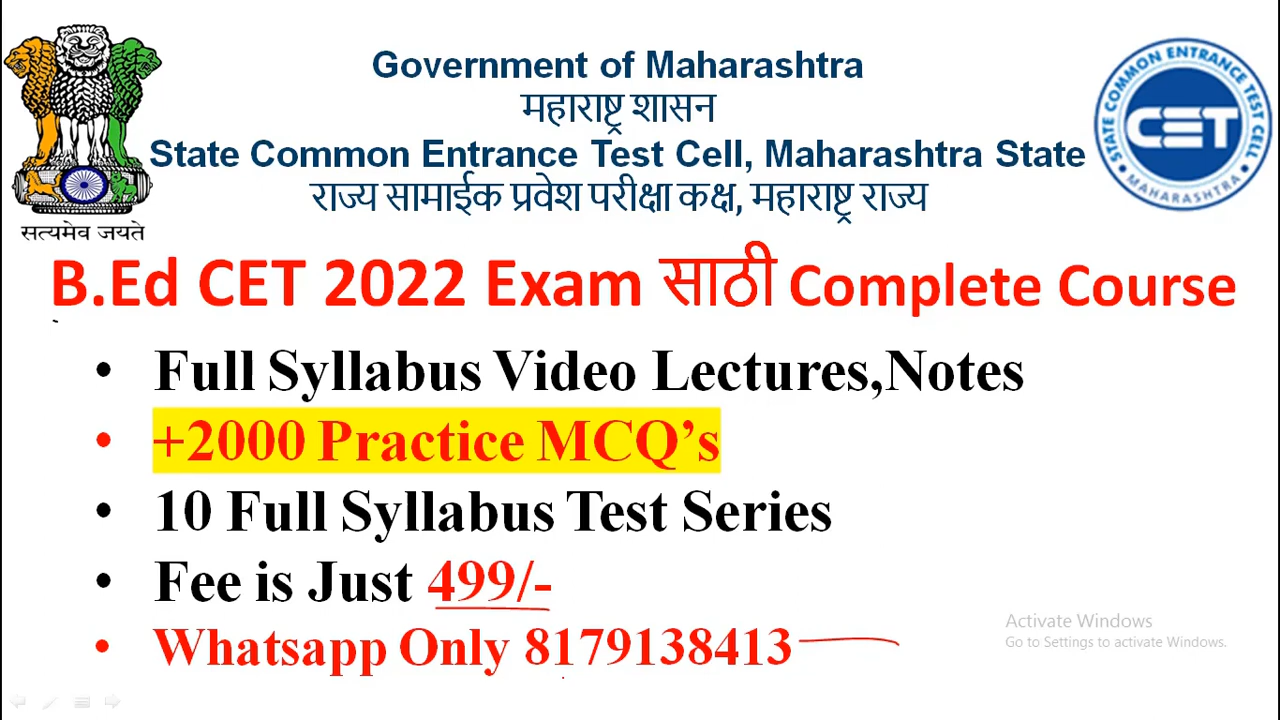 Government of Maharashtra
महाराष्ट्र शासन
State Common Entrance Test Cell, Maharashtra State
राज्य सामाईक प्रवेश परीक्षा कक्ष, महाराष्ट्र राज्य
सत्यमेव जयते
STATE COMMON ENTRANCE TEST CELL,
CET
MAHARASHTRA
B.Ed CET 2022 Exam साठी Complete Course
• Full Syllabus Video Lectures,Notes
• +2000 Practice MCQ’s
• 10 Full Syllabus Test Series
• Fee is Just 499/-
• Whatsapp Only 8179138413
Activate Windows
Go to Settings to activate Windows.